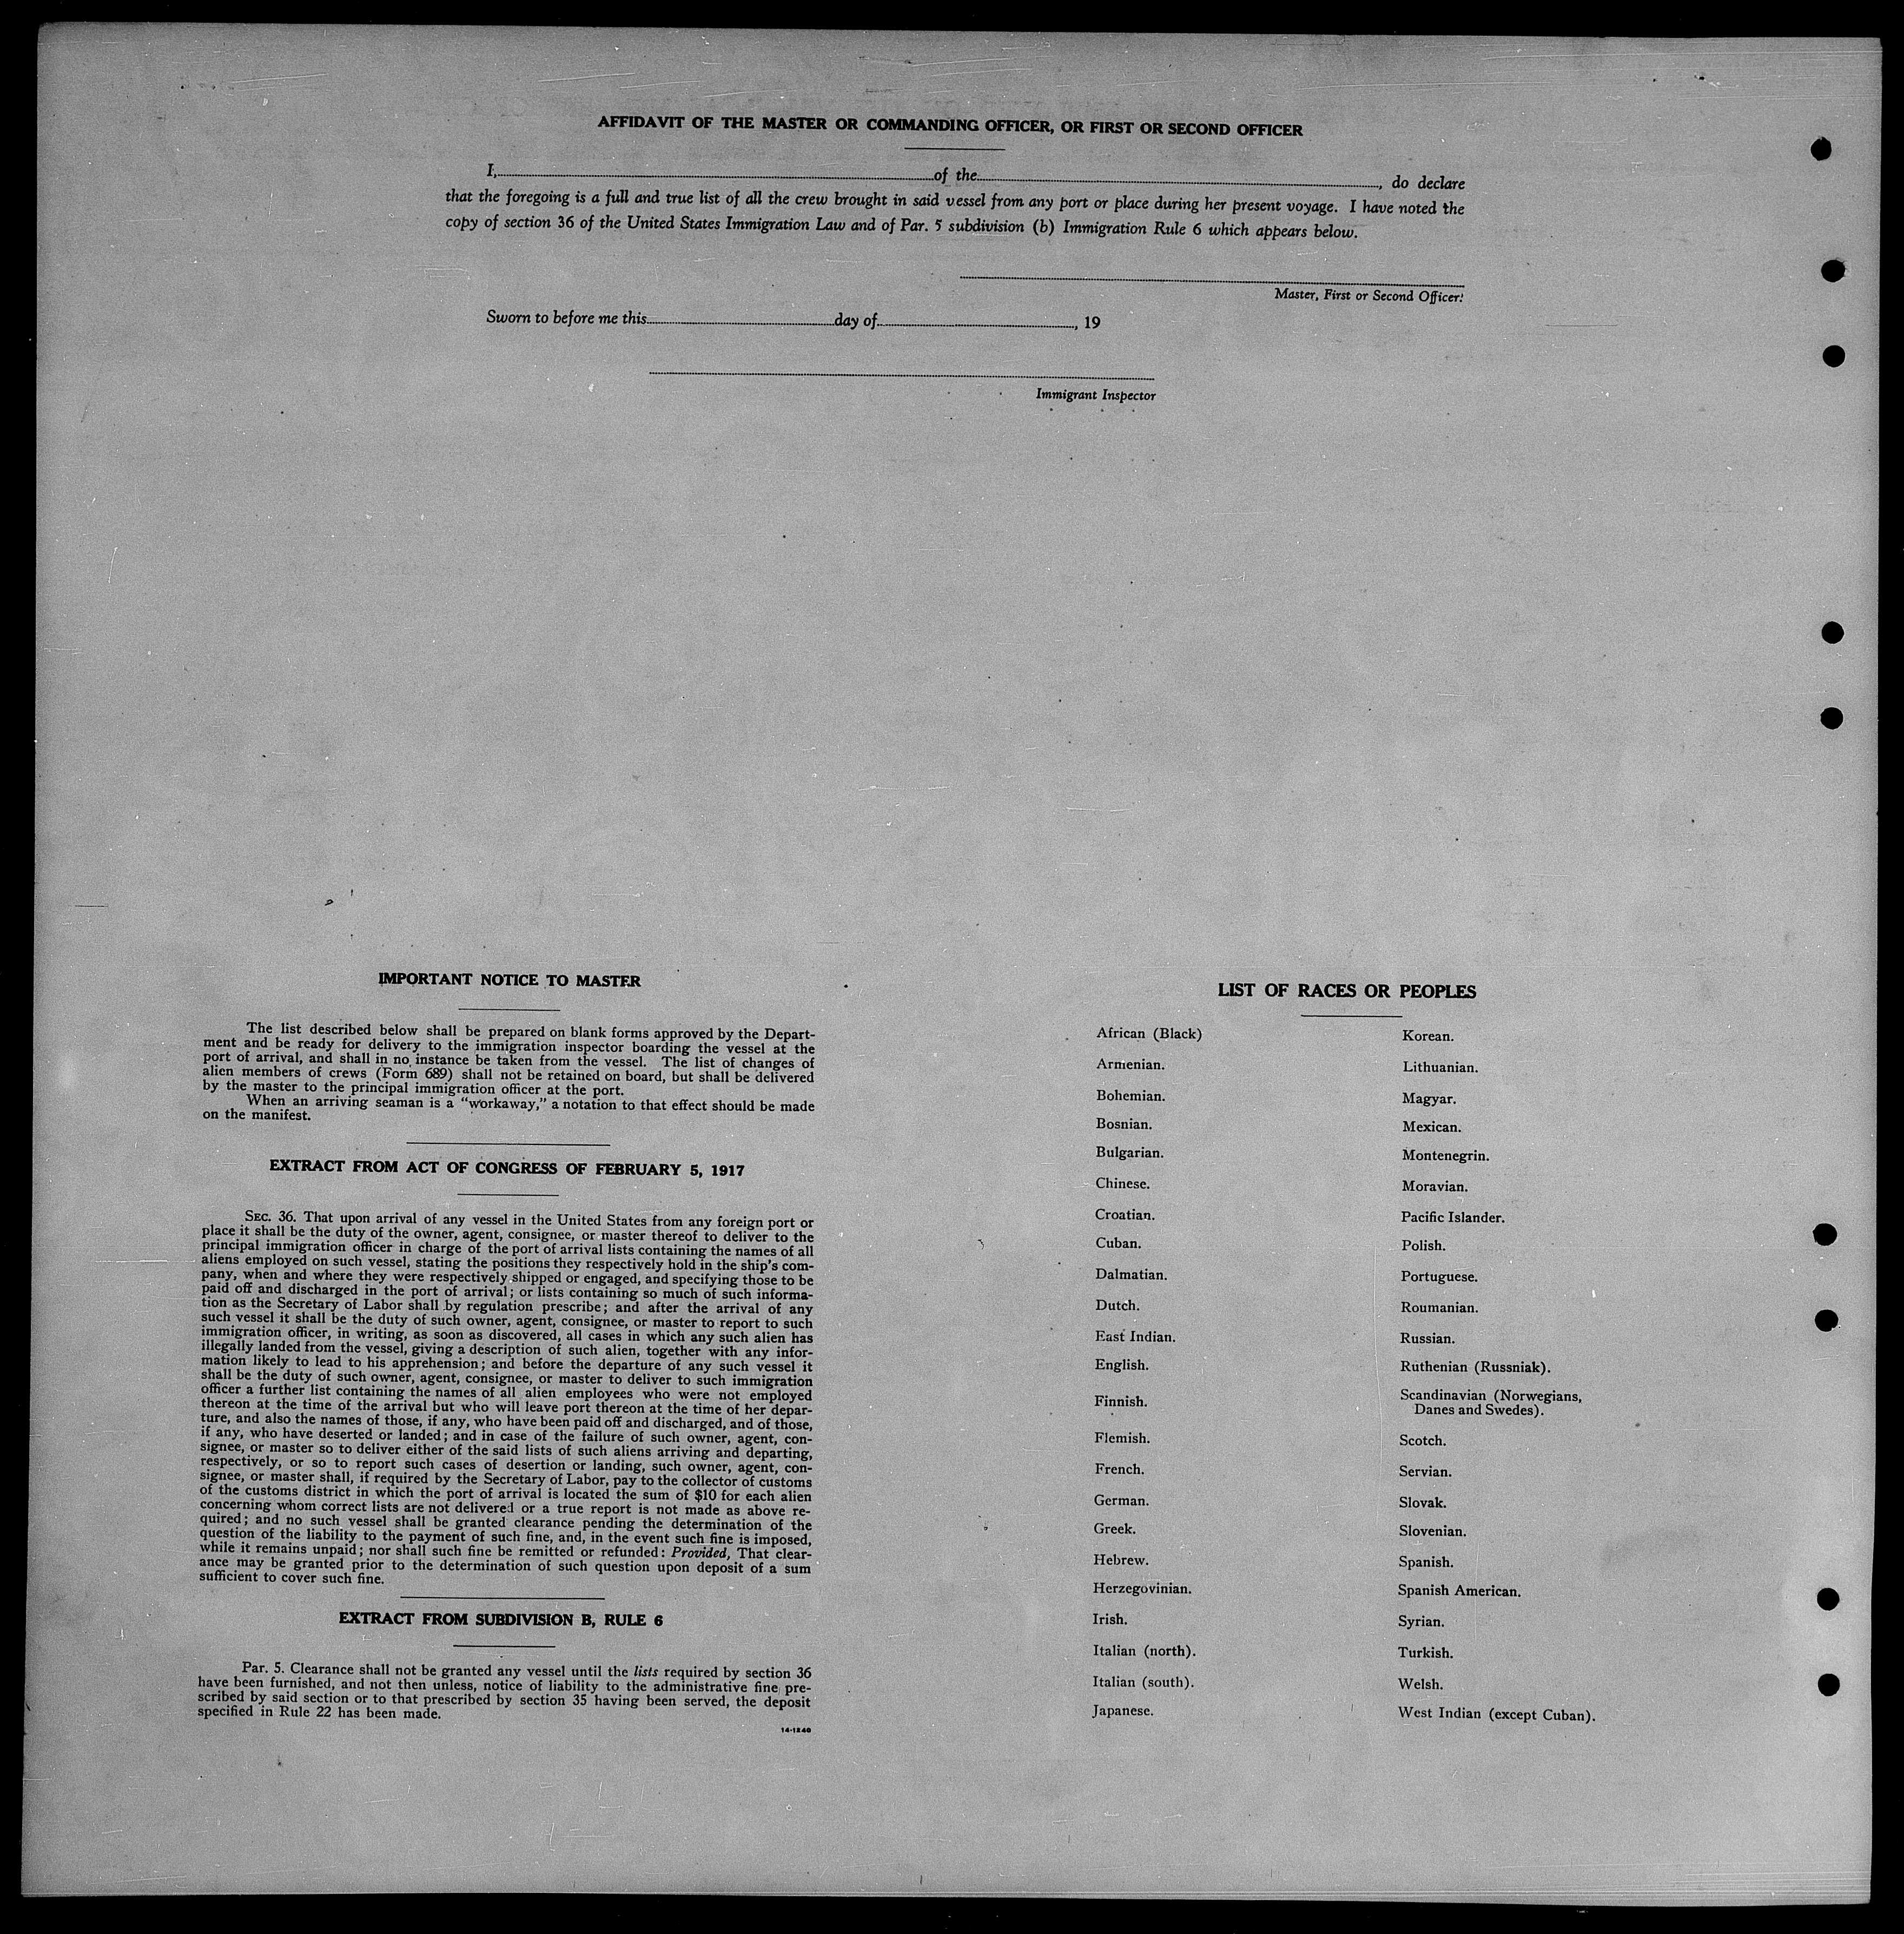 AFFIDAVIT OF THE MASTER OR COMMANDING OFFICER, OR FIRST OR SECOND OFFICER
I, of the , do declare
that the foregoing is a full and true list of all the crew brought in said vessel from any port or place during her present voyage. I have noted the
copy of section 36 of the United States Immigration Law and of Par. 5 subdivision (b) Immigration Rule 6 which appears below.
Master, First or Second Officer.
Sworn to before me this day of , 19
Immigrant Inspector
IMPORTANT NOTICE TO MASTER
The list described below shall be prepared on blank forms approved by the Depart-
ment and be ready for delivery to the immigration inspector boarding the vessel at the
port of arrival, and shall in no instance be taken from the vessel. The list of changes of
alien members of crews (Form 689) shall not be retained on board, but shall be delivered
by the master to the principal immigration officer at the port.
When an arriving seaman is a "workaway," a notation to that effect should be made
on the manifest.
EXTRACT FROM ACT OF CONGRESS OF FEBRUARY 5, 1917
SEC. 36. That upon arrival of any vessel in the United States from any foreign port or
place it shall be the duty of the owner, agent, consignee, or master thereof to deliver to the
principal immigration officer in charge of the port of arrival lists containing the names of all
aliens employed on such vessel, stating the positions they respectively hold in the ship's com-
pany, when and where they were respectively shipped or engaged, and specifying those to be
paid off and discharged in the port of arrival; or lists containing so much of such informa-
tion as the Secretary of Labor shall by regulation prescribe; and after the arrival of any
such vessel it shall be the duty of such owner, agent, consignee, or master to report to such
immigration officer, in writing, as soon as discovered, all cases in which any such alien has
illegally landed from the vessel, giving a description of such alien, together with any infor-
mation likely to lead to his apprehension; and before the departure of any such vessel it
shall be the duty of such owner, agent, consignee, or master to deliver to such immigration
officer a further list containing the names of all alien employees who were not employed
thereon at the time of the arrival but who will leave port thereon at the time of her depar-
ture, and also the names of those, if any, who have been paid off and discharged, and of those,
if any, who have deserted or landed; and in case of the failure of such owner, agent, con-
signee, or master so to deliver either of the said lists of such aliens arriving and departing,
respectively, or so to report such cases of desertion or landing, such owner, agent, con-
signee, or master shall, if required by the Secretary of Labor, pay to the collector of customs
of the customs district in which the port of arrival is located the sum of $10 for each alien
concerning whom correct lists are not delivered or a true report is not made as above re-
quired; and no such vessel shall be granted clearance pending the determination of the
question of the liability to the payment of such fine, and, in the event such fine is imposed,
while it remains unpaid; nor shall such fine be remitted or refunded: Provided, That clear-
ance may be granted prior to the determination of such question upon deposit of a sum
sufficient to cover such fine.
EXTRACT FROM SUBDIVISION B, RULE 6
Par. 5. Clearance shall not be granted any vessel until the lists required by section 36
have been furnished, and not then unless, notice of liability to the administrative fine pre-
scribed by said section or to that prescribed by section 35 having been served, the deposit
specified in Rule 22 has been made.
14-1240
LIST OF RACES OR PEOPLES
African (Black)
Armenian.
Bohemian.
Bosnian.
Bulgarian.
Chinese.
Croatian.
Cuban.
Dalmatian.
Dutch.
East Indian.
English.
Finnish.
Flemish.
French.
German.
Greek.
Hebrew.
Herzegovinian.
Irish.
Italian (north).
Italian (south).
Japanese.
Korean.
Lithuanian.
Magyar.
Mexican.
Montenegrin.
Moravian.
Pacific Islander.
Polish.
Portuguese.
Roumanian.
Russian.
Ruthenian (Russniak).
Scandinavian (Norwegians,
Danes and Swedes).
Scotch.
Servian.
Slovak.
Slovenian.
Spanish.
Spanish American.
Syrian.
Turkish.
Welsh.
West Indian (except Cuban).